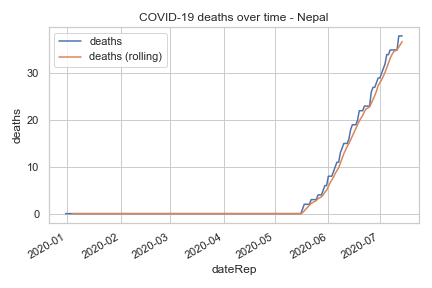 COVID-19 deaths over time - Nepal
deaths
deaths (rolling)
deaths
30
20
10
0
2020-01
2020-02
2020-03
2020-04
2020-05
2020-06
2020-07
dateRep